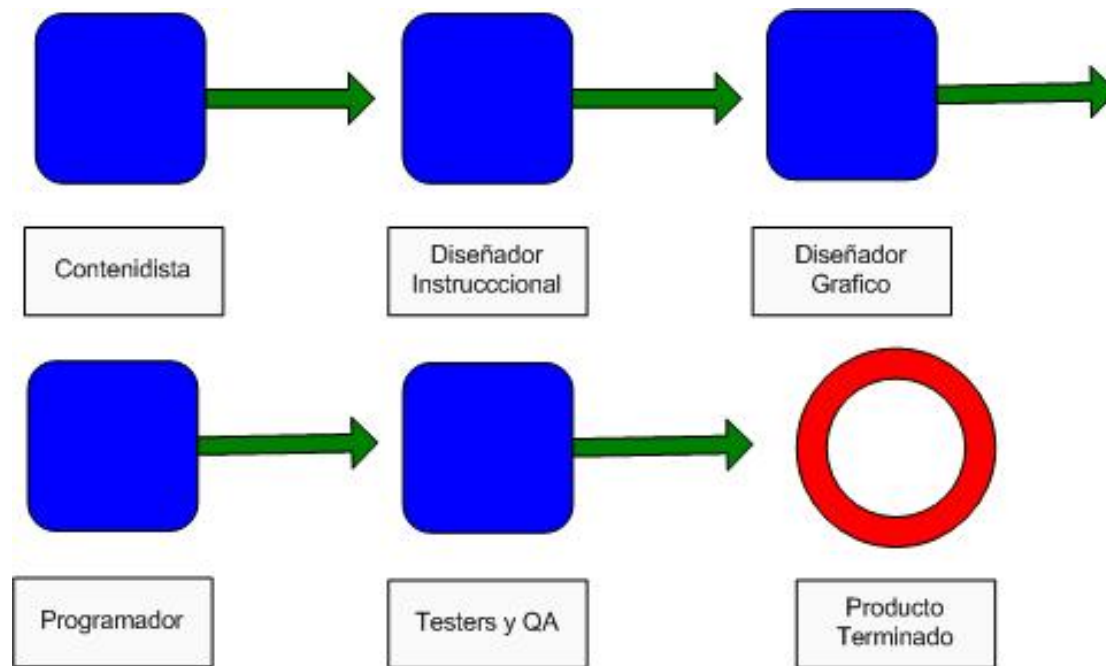 Contenidista
Diseñador
Instrucccional
Diseñador
Grafico
Programador
Testers y QA
Producto
Terminado